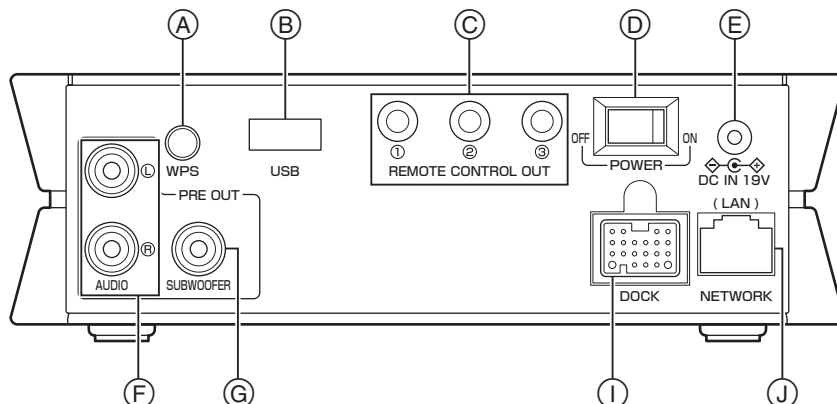 A B C D E
WPS
USB
① ② ③
REMOTE CONTROL OUT
OFF ON
POWER
DC IN 19V
L
R
PRE OUT
AUDIO
SUBWOOFER
DOCK
( LAN )
NETWORK
F G I J